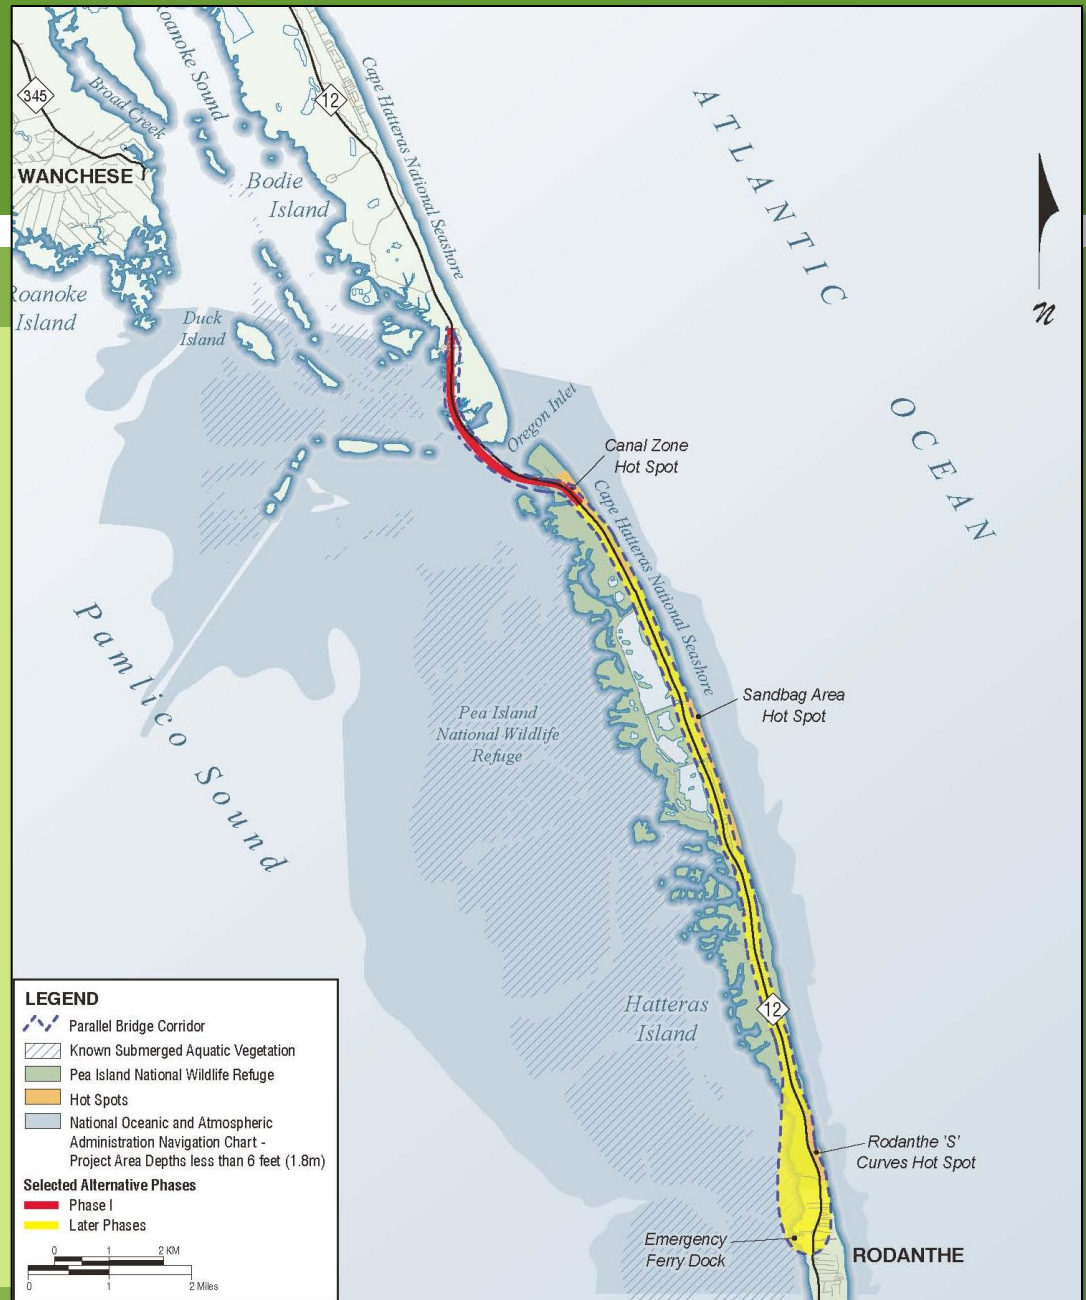 345
Broad Creek
WANCHESE
Roanoke
Island
Roanoke Sound
12
Cape Hatteras National Seashore
Bodie
Island
Duck
Island
ATLANTIC
OCEAN
N
Oregon Inlet
Canal Zone
Hot Spot
Cape Hatteras National Seashore
Sandbag Area
Hot Spot
Pamlico Sound
Pea Island
National Wildlife
Refuge
Hatteras
Island
12
Rodanthe 'S'
Curves Hot Spot
Emergency
Ferry Dock
RODANTHE
LEGEND
Parallel Bridge Corridor
Known Submerged Aquatic Vegetation
Pea Island National Wildlife Refuge
Hot Spots
National Oceanic and Atmospheric
Administration Navigation Chart -
Project Area Depths less than 6 feet (1.8m)
Selected Alternative Phases
Phase I
Later Phases
0 1 2 KM
0 1 2 Miles